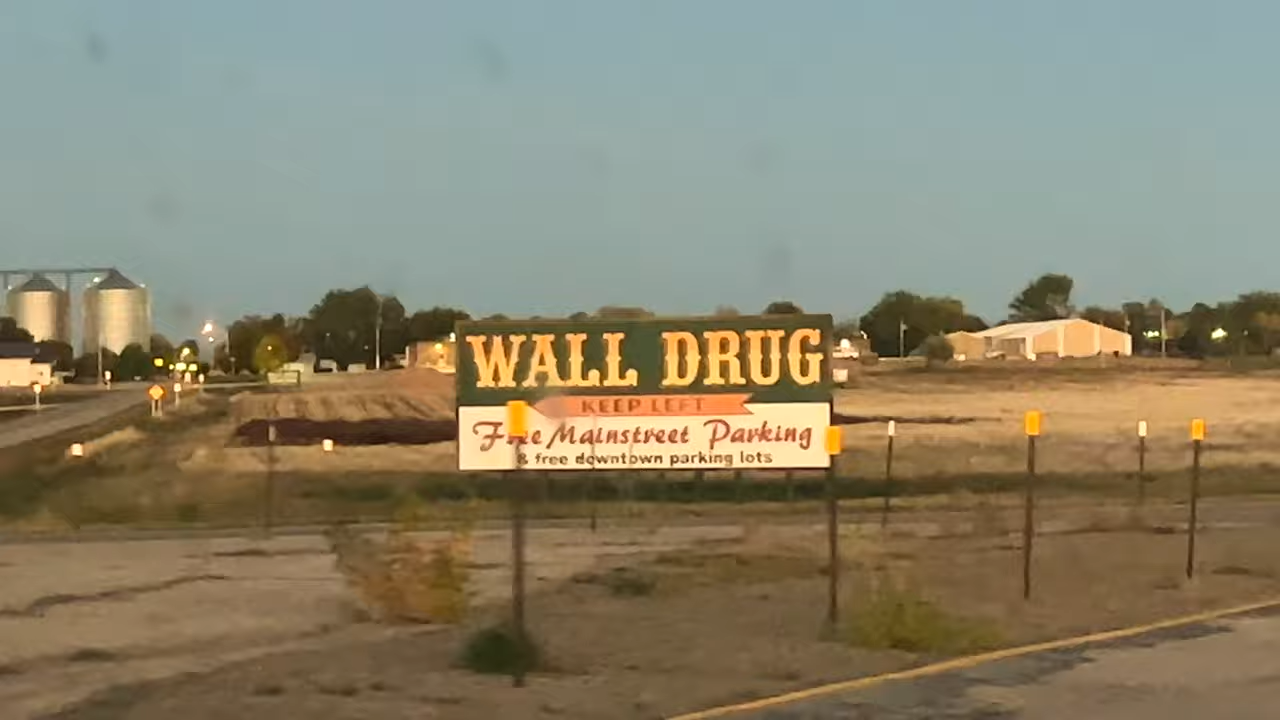 WALL DRUG
KEEP LEFT
Free Mainstreet Parking
& free downtown parking lots